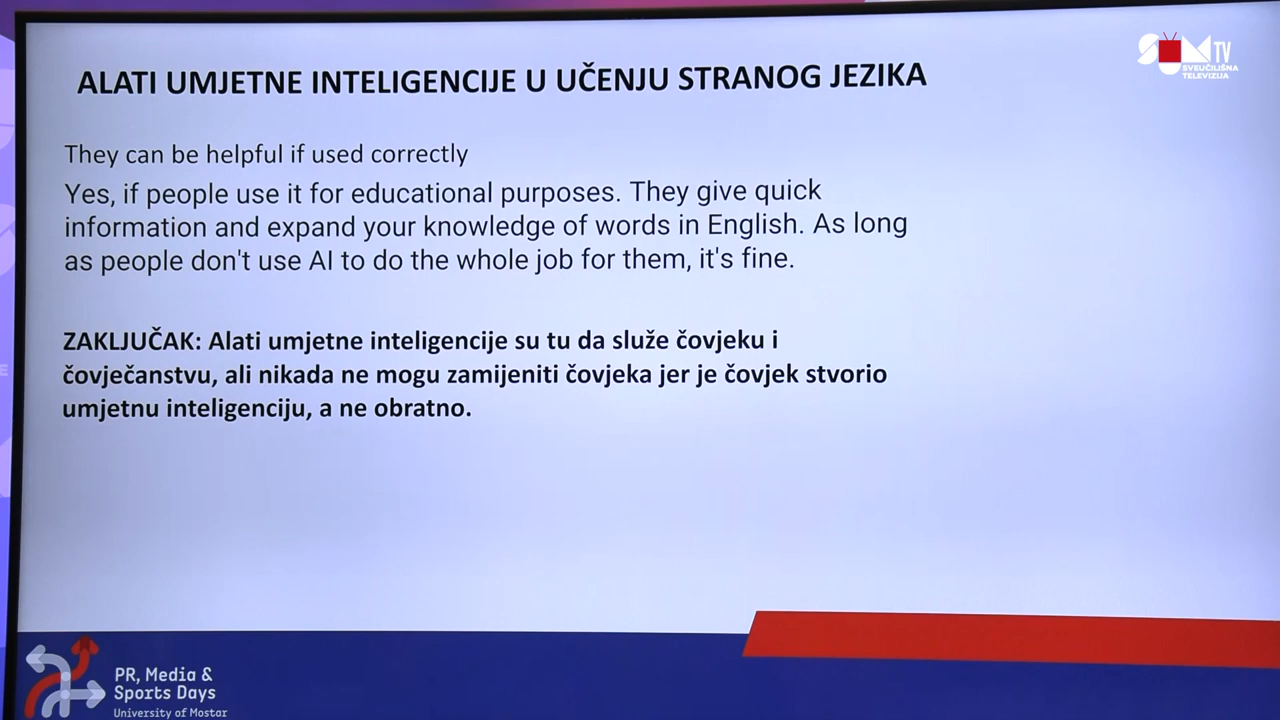 SUM TV
SVEUČILIŠNA
TELEVIZIJA
ALATI UMJETNE INTELIGENCIJE U UČENJU STRANOG JEZIKA
They can be helpful if used correctly
Yes, if people use it for educational purposes. They give quick
information and expand your knowledge of words in English. As long
as people don't use AI to do the whole job for them, it's fine.
ZAKLJUČAK: Alati umjetne inteligencije su tu da služe čovjeku i
čovječanstvu, ali nikada ne mogu zamijeniti čovjeka jer je čovjek stvorio
umjetnu inteligenciju, a ne obratno.
PR, Media &
Sports Days
University of Mostar